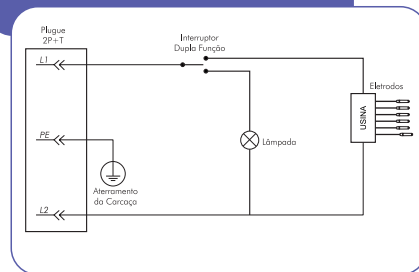 Plugue
2P+T
Interruptor
Dupla Função
L1
Eletrodos
USINA
PE
Lâmpada
Aterramento
da Carcaça
L2